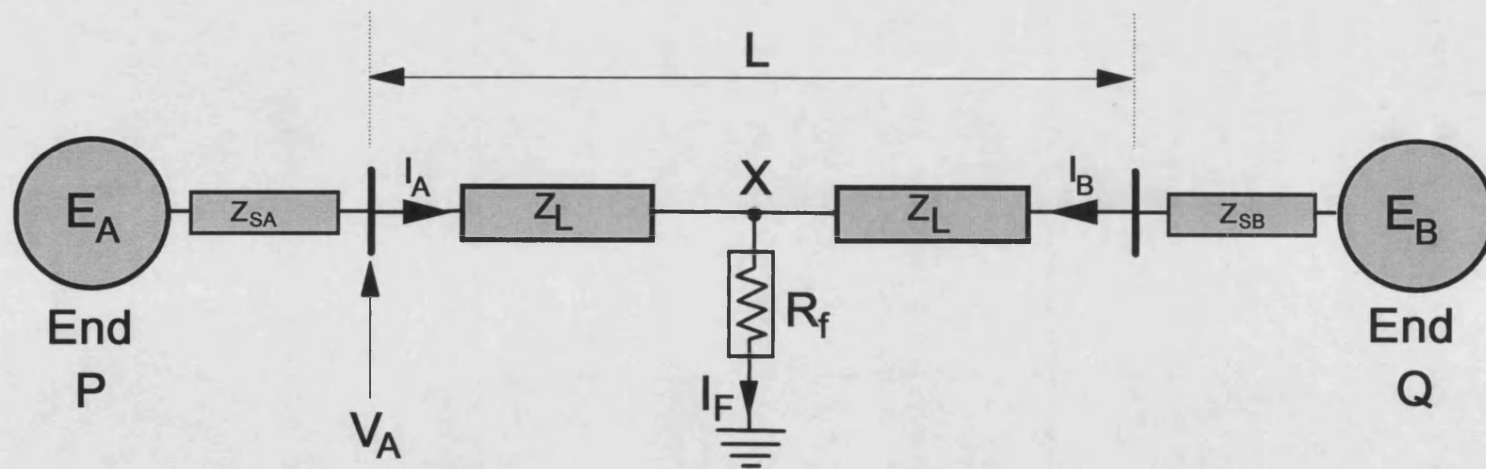 L
I_A
X
I_B
E_A
Z_SA
Z_L
Z_L
Z_SB
E_B
R_f
End
P
I_F
End
Q
V_A